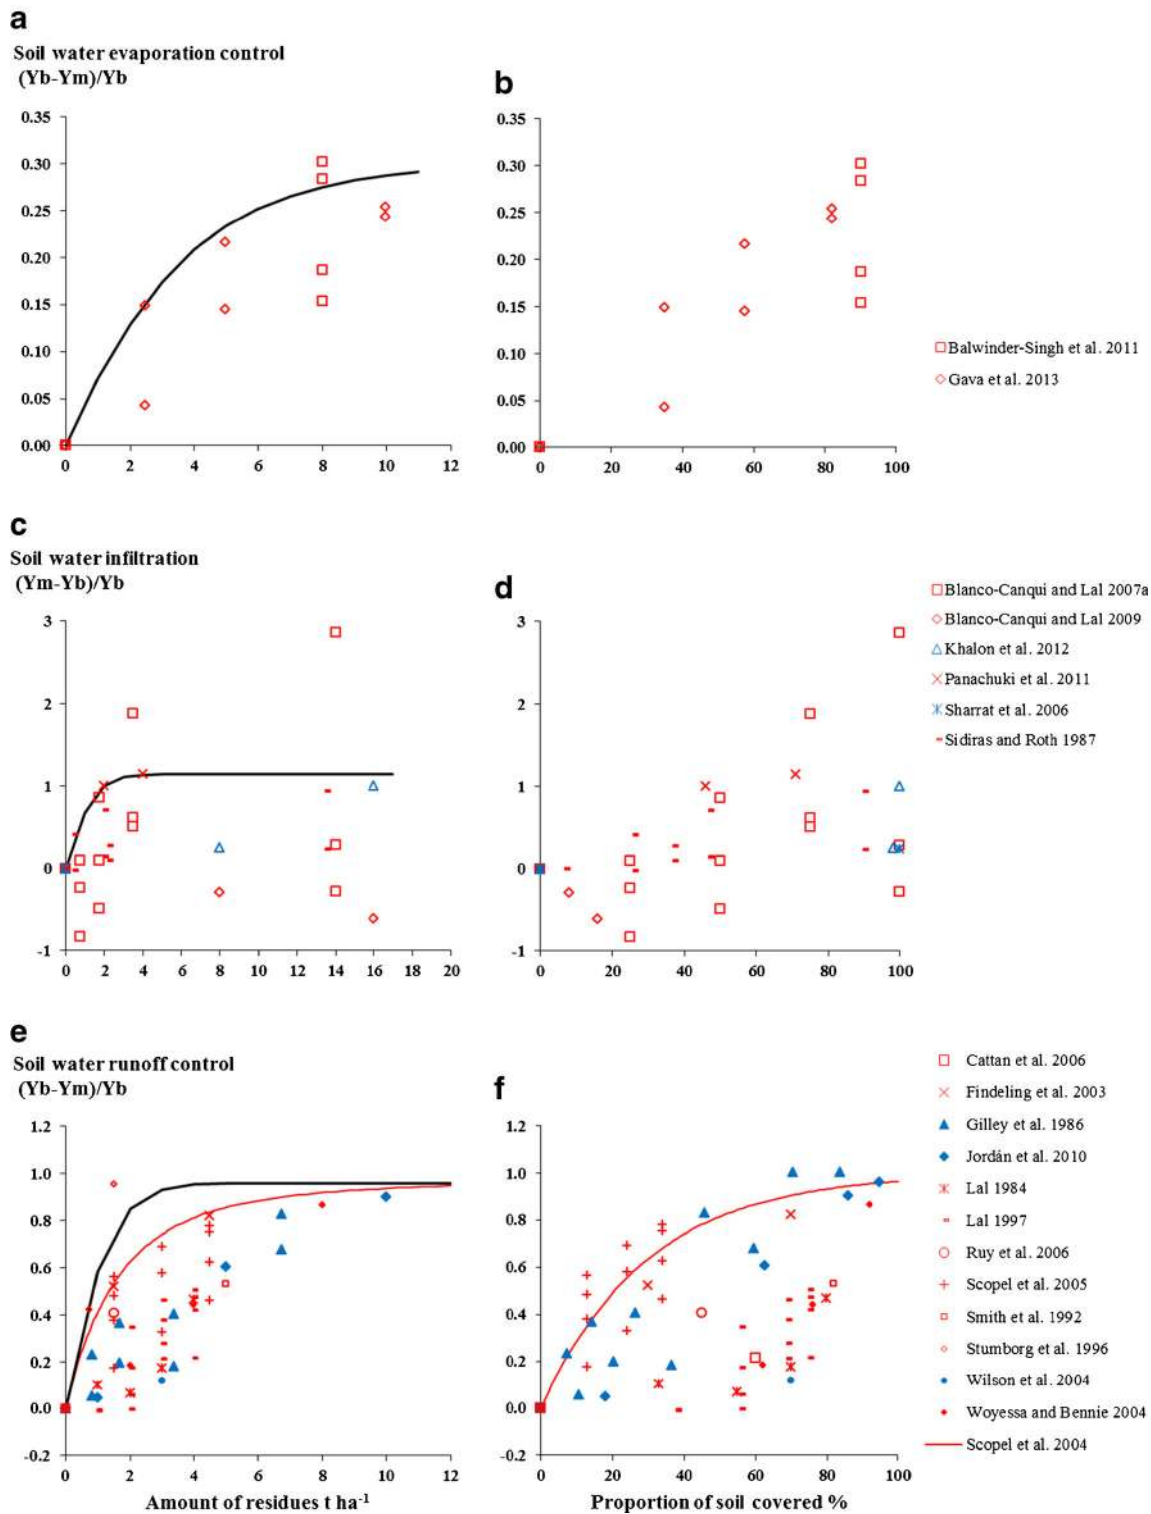 a
Soil water evaporation control
(Yb-Ym)/Yb
0.35
0.30
0.25
0.20
0.15
0.10
0.05
0.00
0 2 4 6 8 10 12
b
0.35
0.30
0.25
0.20
0.15
0.10
0.05
0.00
0 20 40 60 80 100
Balwinder-Singh et al. 2011
Gava et al. 2013
c
Soil water infiltration
(Ym-Yb)/Yb
3
2
1
0
-1
0 2 4 6 8 10 12 14 16 18 20
d
3
2
1
0
-1
0 20 40 60 80 100
Blanco-Canqui and Lal 2007a
Blanco-Canqui and Lal 2009
Khalon et al. 2012
Panachuki et al. 2011
Sharrat et al. 2006
Sidiras and Roth 1987
e
Soil water runoff control
(Yb-Ym)/Yb
1.2
1.0
0.8
0.6
0.4
0.2
0.0
-0.2
0 2 4 6 8 10 12
Amount of residues t ha-1
f
1.2
1.0
0.8
0.6
0.4
0.2
0.0
-0.2
0 20 40 60 80 100
Proportion of soil covered %
Cattan et al. 2006
Findeling et al. 2003
Gilley et al. 1986
Jordán et al. 2010
Lal 1984
Lal 1997
Ruy et al. 2006
Scopel et al. 2005
Smith et al. 1992
Stumborg et al. 1996
Wilson et al. 2004
Woyessa and Bennie 2004
Scopel et al. 2004